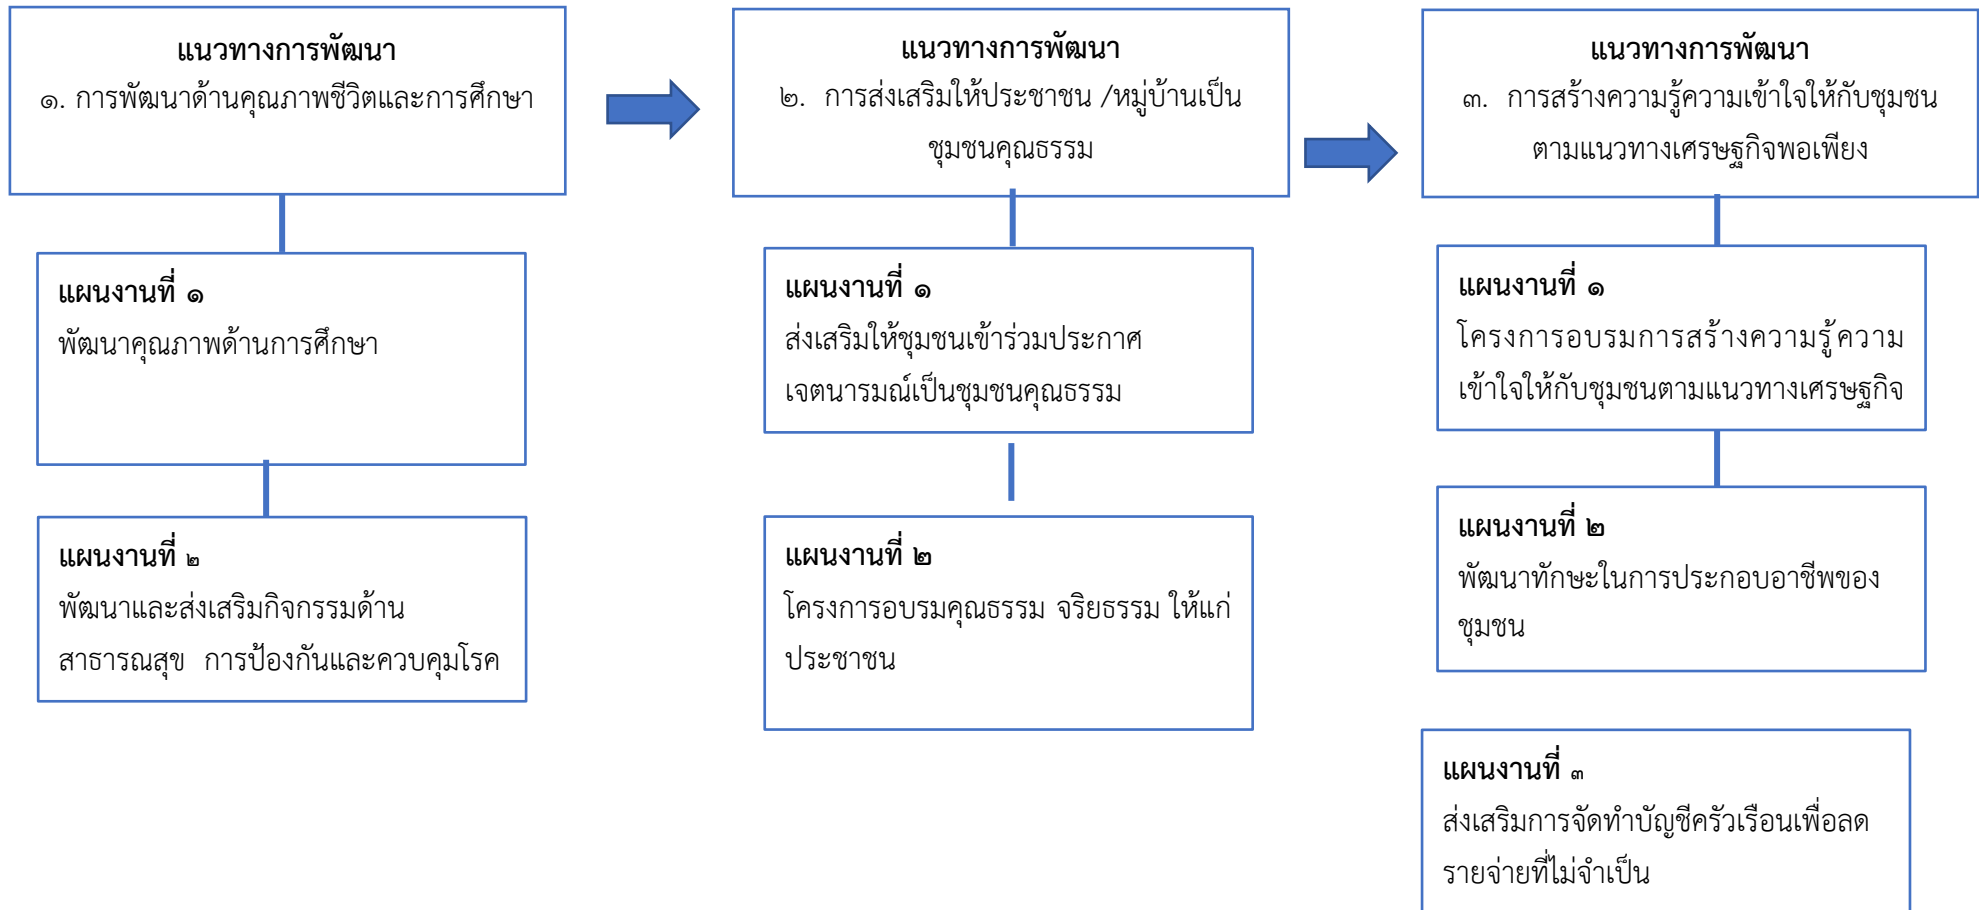 แนวทางการพัฒนา
๑. การพัฒนาด้านคุณภาพชีวิตและการศึกษา
แผนงานที่ ๑
พัฒนาคุณภาพด้านการศึกษา
แผนงานที่ ๒
พัฒนาและส่งเสริมกิจกรรมด้าน
สาธารณสุข การป้องกันและควบคุมโรค
แนวทางการพัฒนา
๒. การส่งเสริมให้ประชาชน /หมู่บ้านเป็น
ชุมชนคุณธรรม
แผนงานที่ ๑
ส่งเสริมให้ชุมชนเข้าร่วมประกาศ
เจตนารมณ์เป็นชุมชนคุณธรรม
แผนงานที่ ๒
โครงการอบรมคุณธรรม จริยธรรม ให้แก่
ประชาชน
แนวทางการพัฒนา
๓. การสร้างความรู้ความเข้าใจให้กับชุมชน
ตามแนวทางเศรษฐกิจพอเพียง
แผนงานที่ ๑
โครงการอบรมการสร้างความรู้ความ
เข้าใจให้กับชุมชนตามแนวทางเศรษฐกิจ
แผนงานที่ ๒
พัฒนาทักษะในการประกอบอาชีพของ
ชุมชน
แผนงานที่ ๓
ส่งเสริมการจัดทำบัญชีครัวเรือนเพื่อลด
รายจ่ายที่ไม่จำเป็น